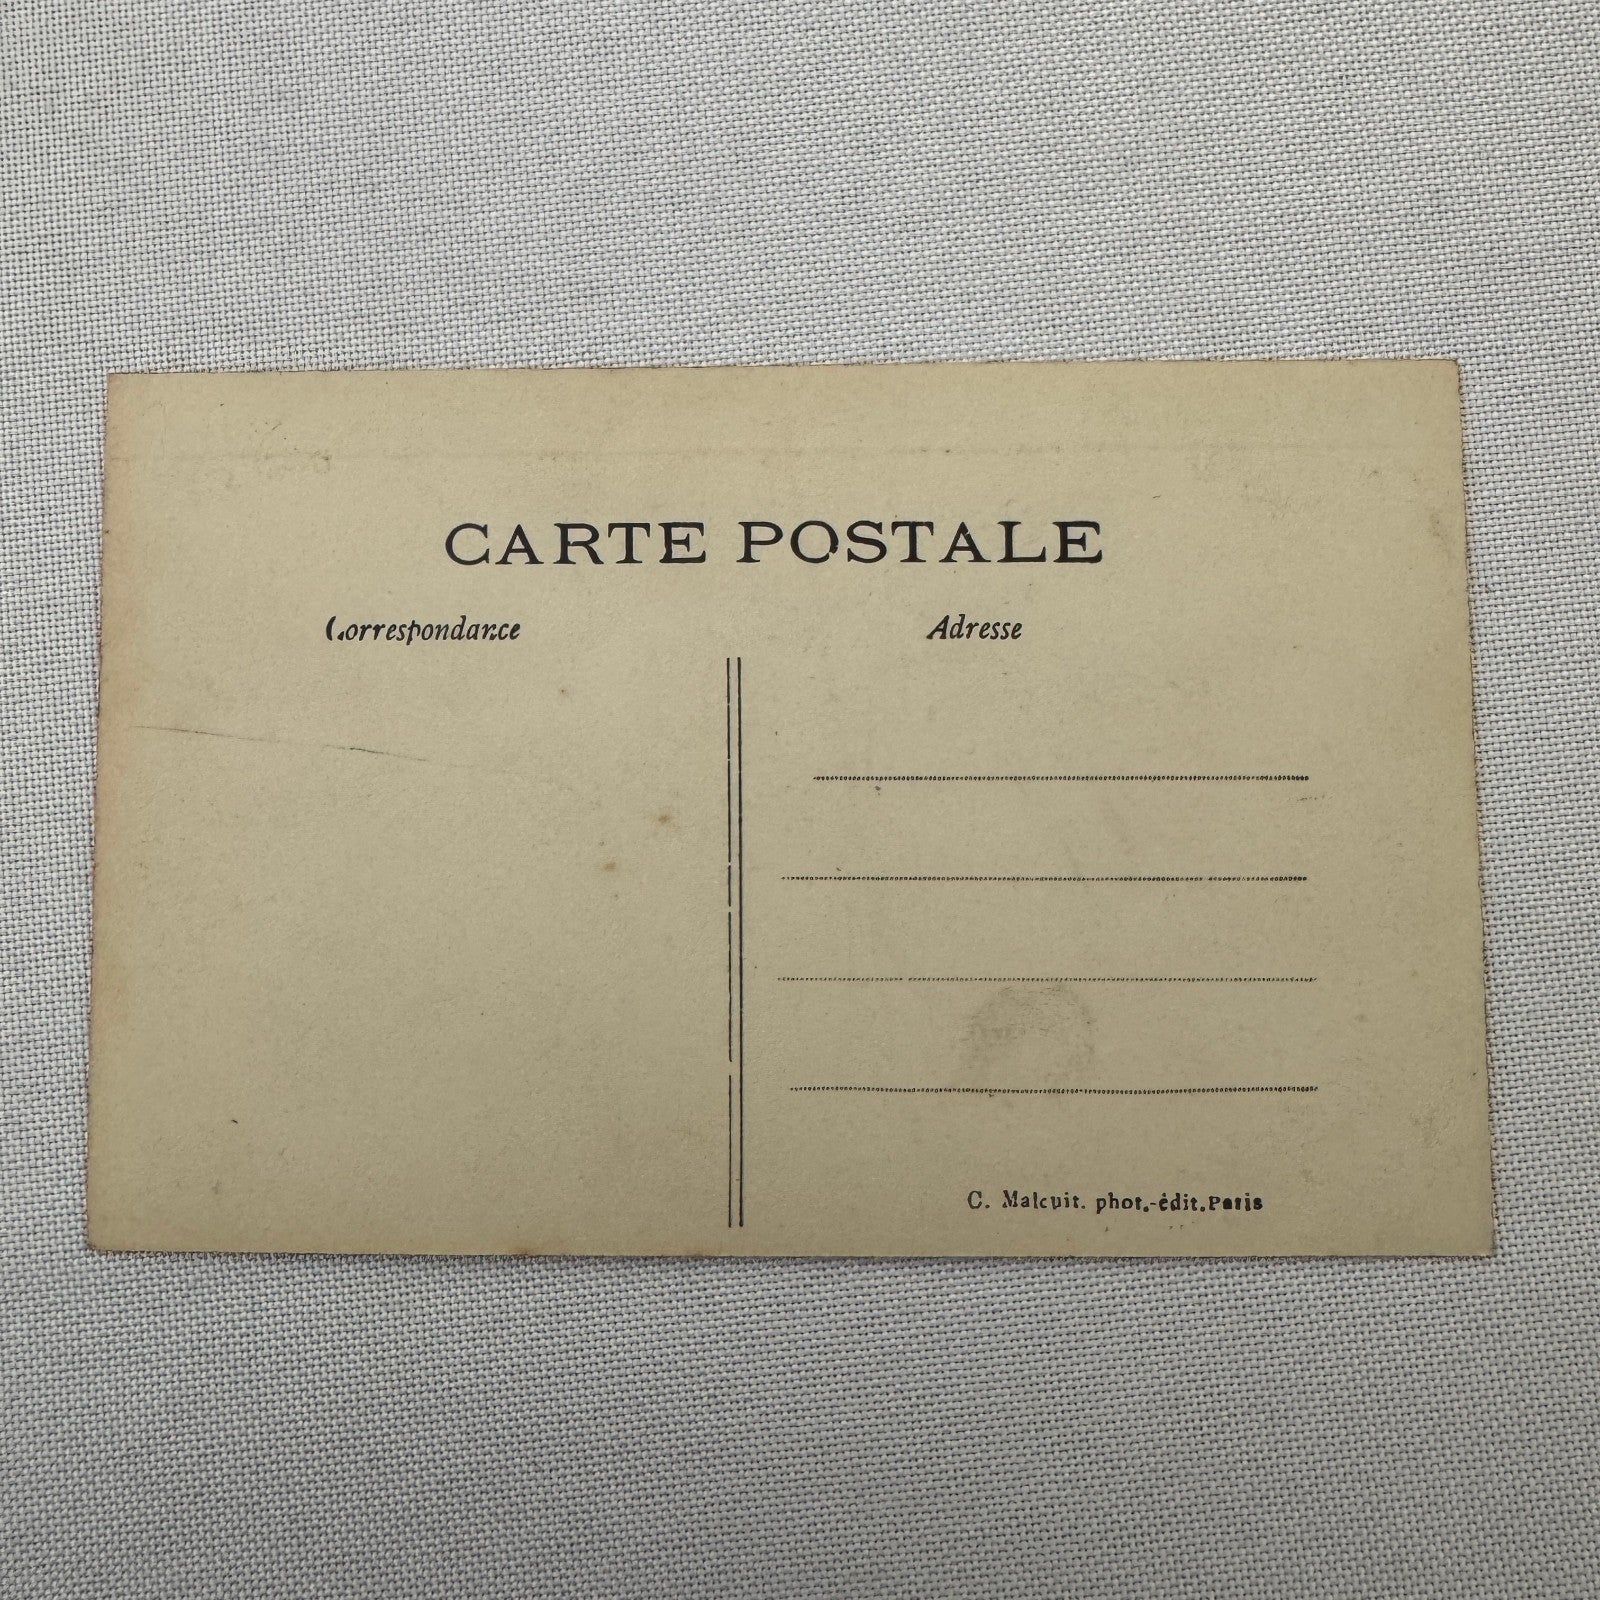 CARTE POSTALE
Correspondance
Adresse
C. Malcuit. phot.-édit. Paris